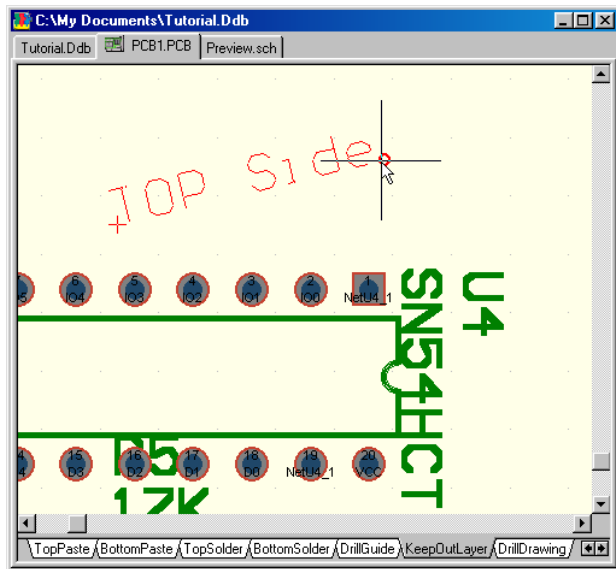 C:\My Documents\Tutorial.Ddb
Tutorial.Ddb PCB1.PCB Preview.sch
TOP Side
6 5 4 3 2 1
IO4 IO3 IO2 IO1 IO0 NetU4_1
U4
SN54HCT
15 16 17 18 19 20
D3 D2 D1 D0 NetU4_1 VCC
R5
17K
TopPaste BottomPaste TopSolder BottomSolder DrillGuide KeepOutLayer DrillDrawing